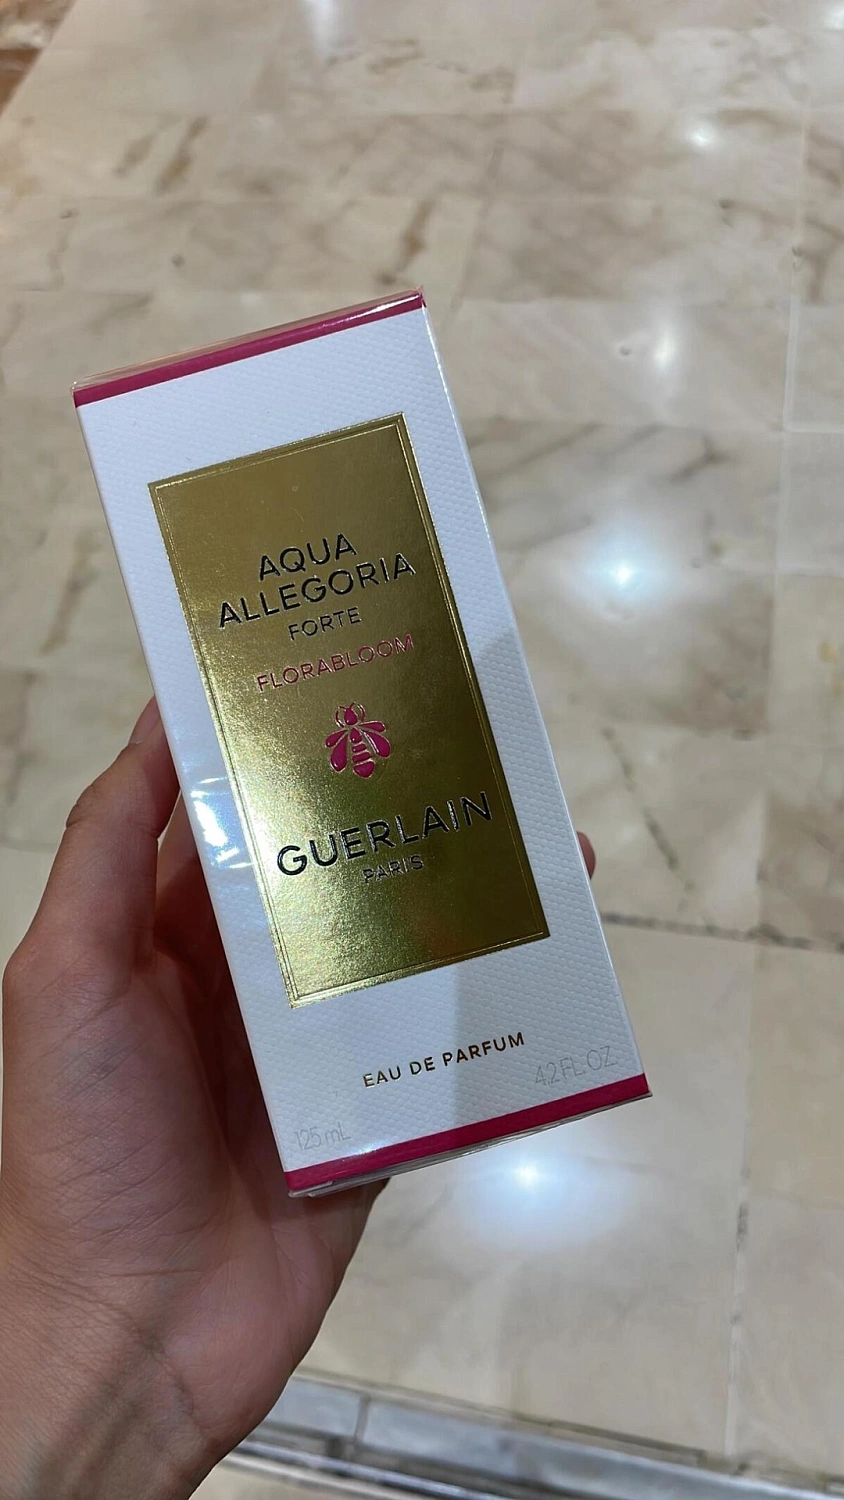 AQUA
ALLEGORIA
FORTE
FLORABLOOM
GUERLAIN
PARIS
EAU DE PARFUM
125 mL
4.2 FL.OZ.